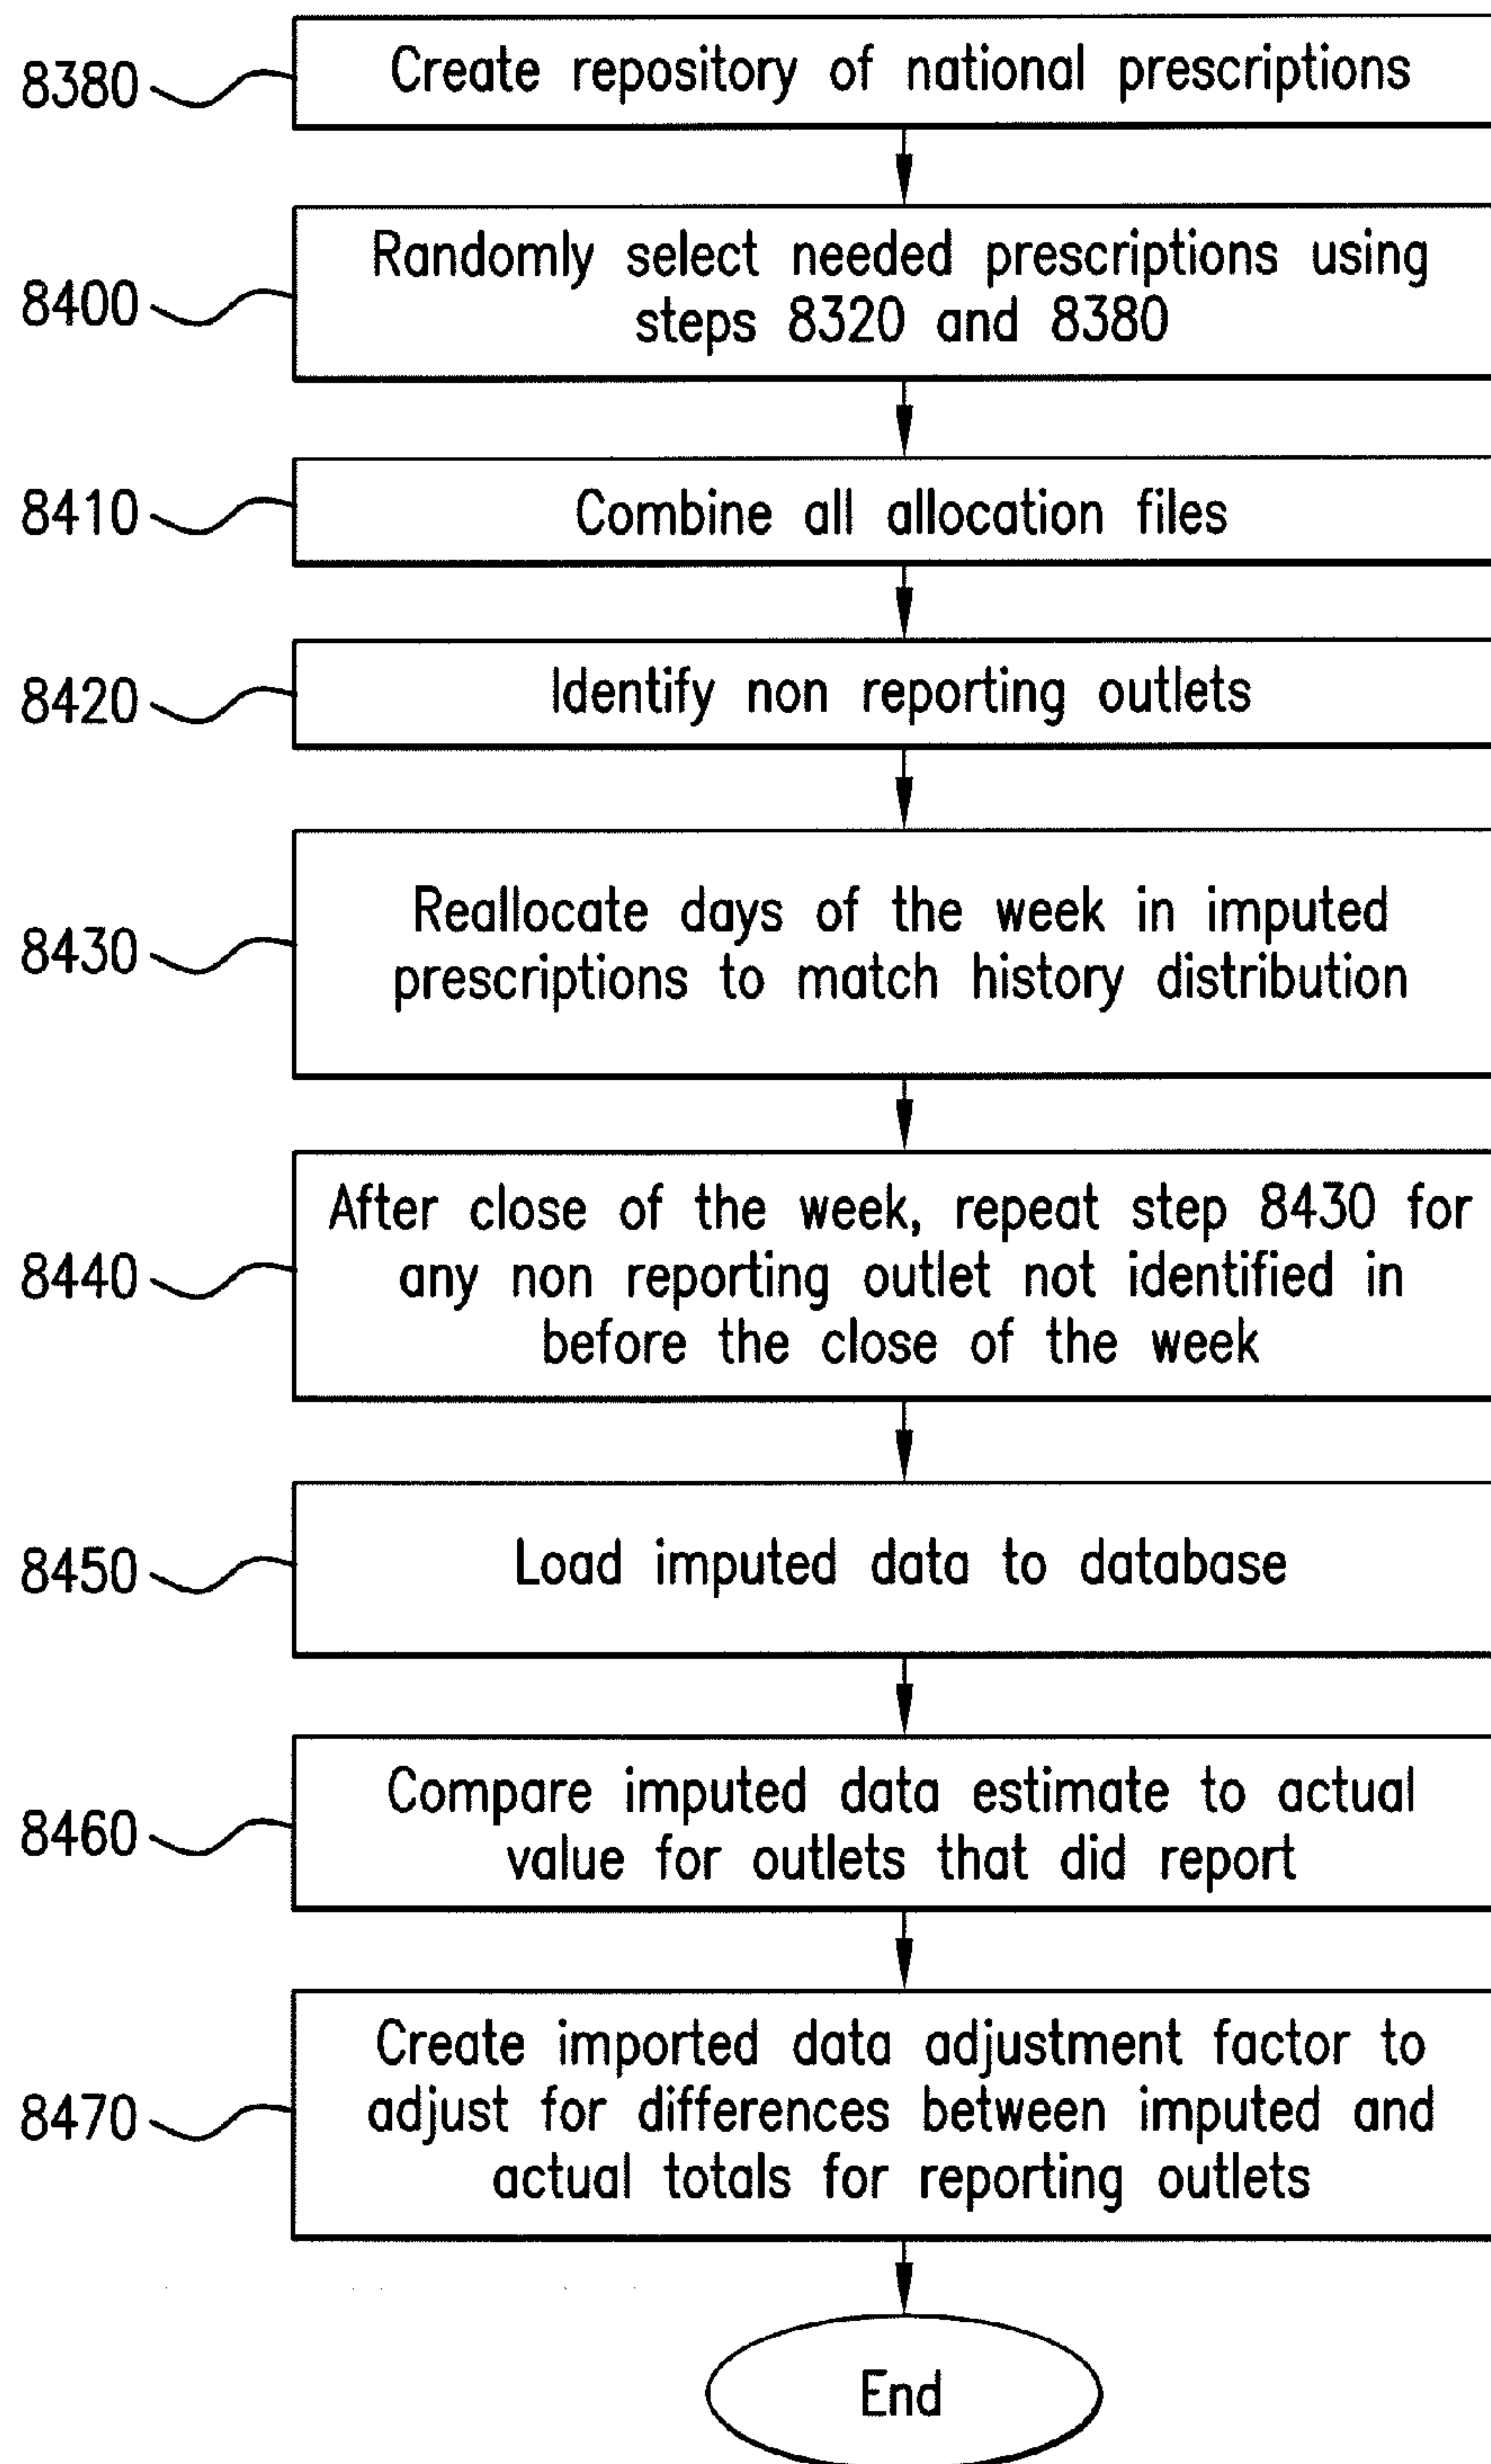 8380
Create repository of national prescriptions
8400
Randomly select needed prescriptions using
steps 8320 and 8380
8410
Combine all allocation files
8420
Identify non reporting outlets
8430
Reallocate days of the week in imputed
prescriptions to match history distribution
8440
After close of the week, repeat step 8430 for
any non reporting outlet not identified in
before the close of the week
8450
Load imputed data to database
8460
Compare imputed data estimate to actual
value for outlets that did report
8470
Create imported data adjustment factor to
adjust for differences between imputed and
actual totals for reporting outlets
End